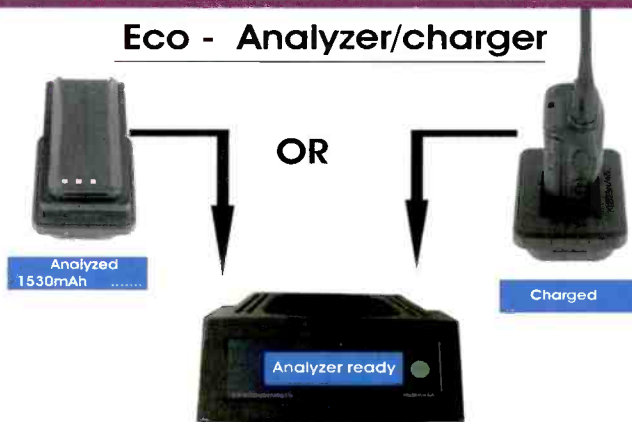 Eco - Analyzer/charger
OR
Analyzed
1530mAh .......
Charged
Analyzer ready